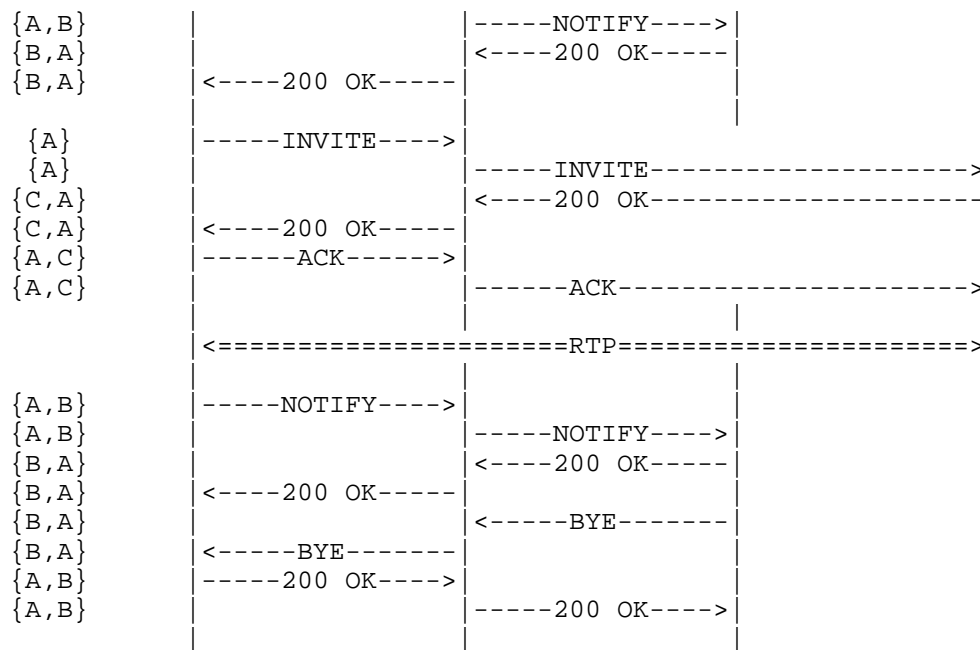 {A,B}       |                |-----NOTIFY---->|
{B,A}       |                |<----200 OK-----|
{B,A}       |<----200 OK-----|                |
            |                |                |
 {A}        |-----INVITE---->|
 {A}        |                |-----INVITE-------------------->
{C,A}       |                |<----200 OK---------------------
{C,A}       |<----200 OK-----|
{A,C}       |------ACK------>|
{A,C}       |                |------ACK---------------------->
            |                |                |
            |<======================RTP======================>
            |                |                |
{A,B}       |-----NOTIFY---->|                |
{A,B}       |                |-----NOTIFY---->|
{B,A}       |                |<----200 OK-----|
{B,A}       |<----200 OK-----|                |
{B,A}       |                |<-----BYE-------|
{B,A}       |<-----BYE-------|                |
{A,B}       |-----200 OK---->|                |
{A,B}       |                |-----200 OK---->|
            |                |                |